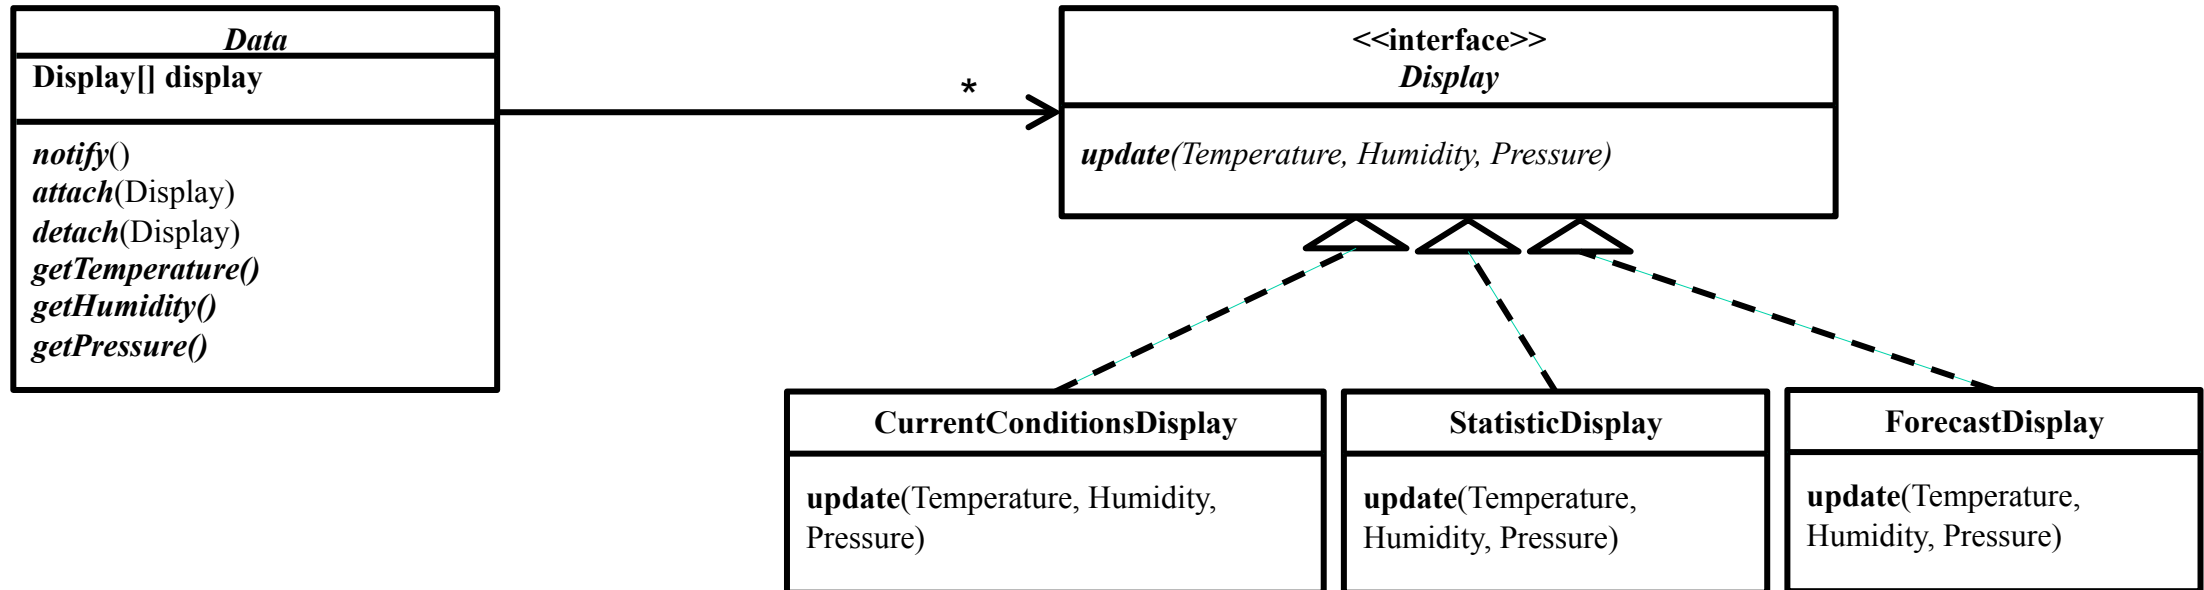 Data
Display[] display
notify()
attach(Display)
detach(Display)
getTemperature()
getHumidity()
getPressure()
*
<<interface>>
Display
update(Temperature, Humidity, Pressure)
CurrentConditionsDisplay
update(Temperature, Humidity,
Pressure)
StatisticDisplay
update(Temperature,
Humidity, Pressure)
ForecastDisplay
update(Temperature,
Humidity, Pressure)